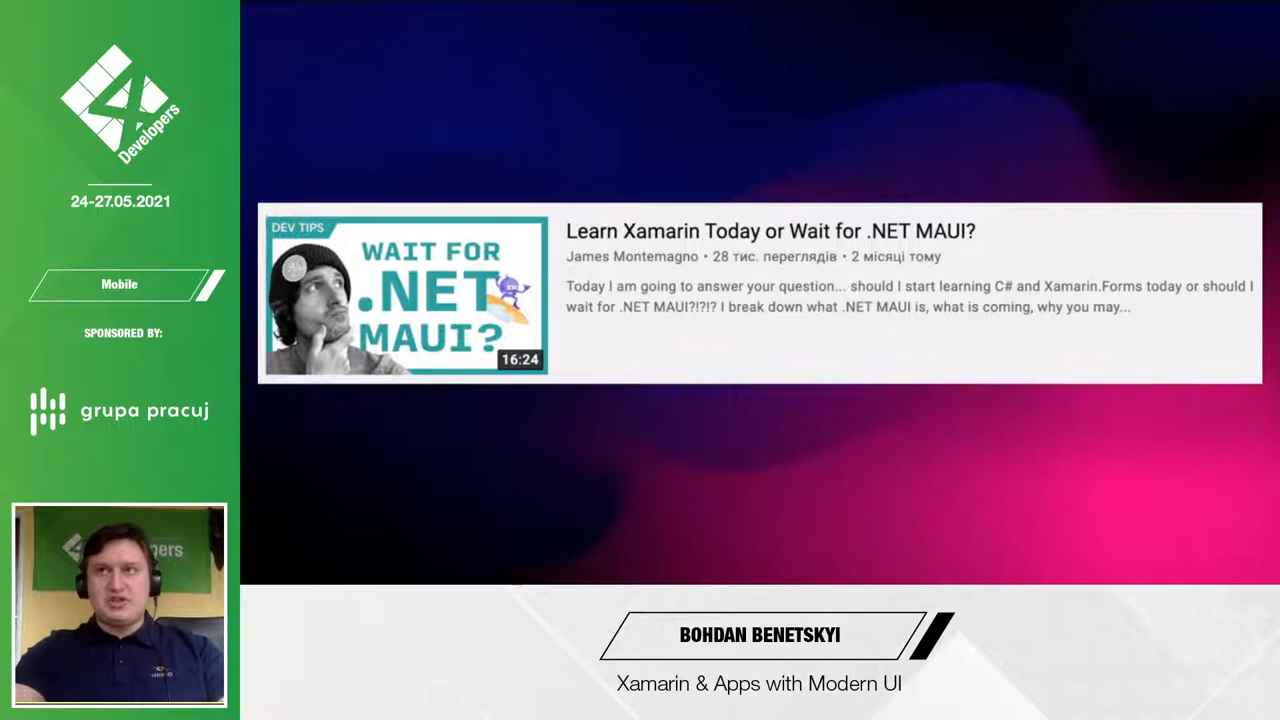 4
Developers
24-27.05.2021
Mobile
SPONSORED BY:
grupa pracuj
DEV TIPS
WAIT FOR
.NET
MAUI?
16:24
Learn Xamarin Today or Wait for .NET MAUI?
James Montemagno • 28 тис. переглядів • 2 місяці тому
Today I am going to answer your question... should I start learning C# and Xamarin.Forms today or should I
wait for .NET MAUI?!?!? I break down what .NET MAUI is, what is coming, why you may...
BOHDAN BENETSKYI
Xamarin & Apps with Modern UI